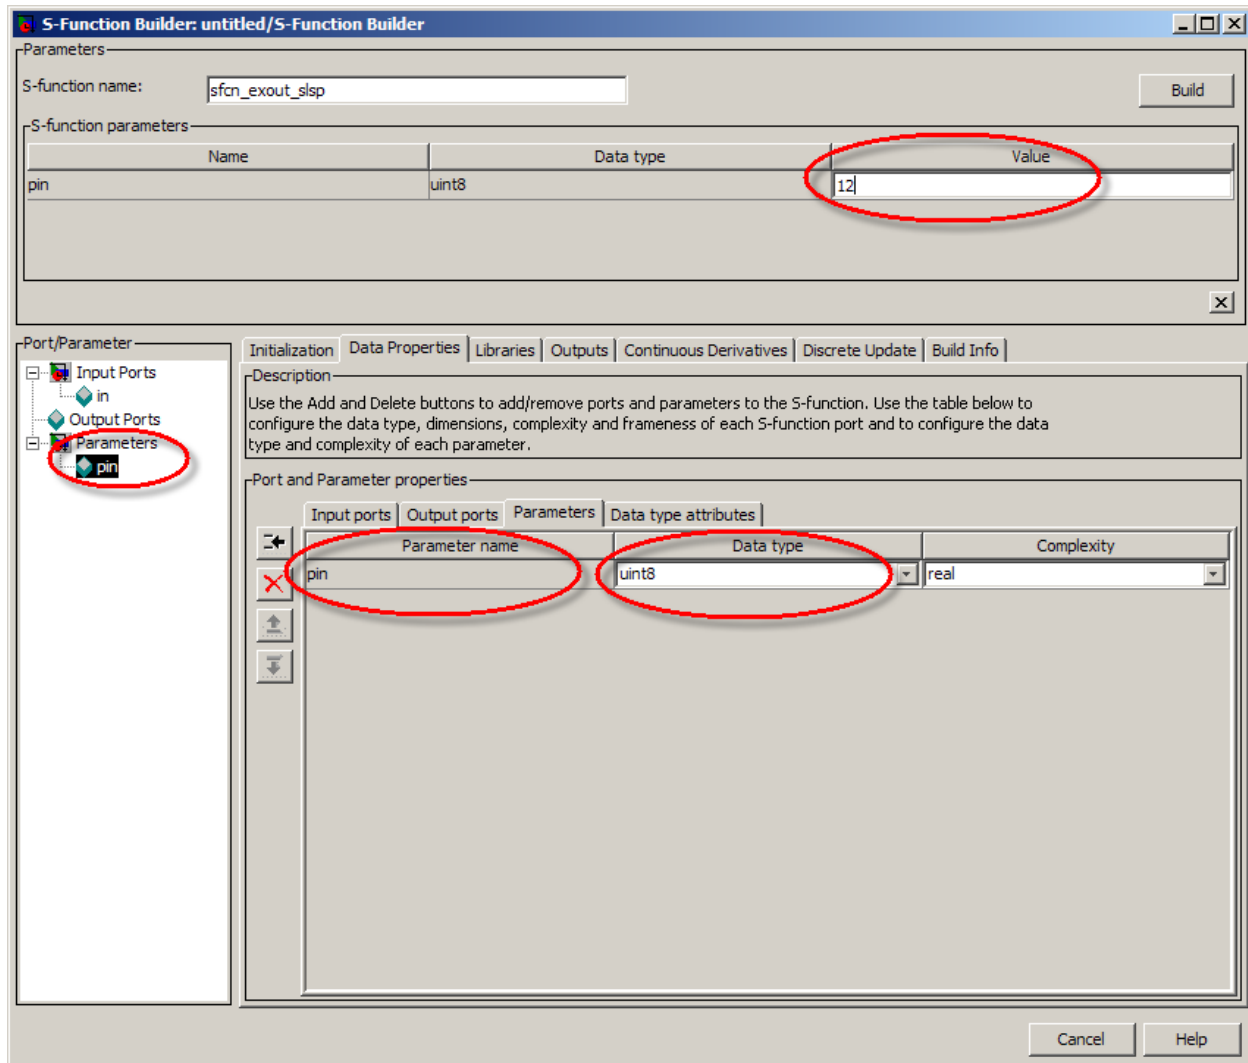 S-Function Builder: untitled/S-Function Builder
Parameters
S-function name: sfcn_exout_slsp Build
S-function parameters
Name Data type Value
pin uint8 12
Port/Parameter
Input Ports
in
Output Ports
Parameters
pin
Initialization Data Properties Libraries Outputs Continuous Derivatives Discrete Update Build Info
Description
Use the Add and Delete buttons to add/remove ports and parameters to the S-function. Use the table below to
configure the data type, dimensions, complexity and frameness of each S-function port and to configure the data
type and complexity of each parameter.
Port and Parameter properties
Input ports Output ports Parameters Data type attributes
Parameter name Data type Complexity
pin uint8 real
Cancel Help